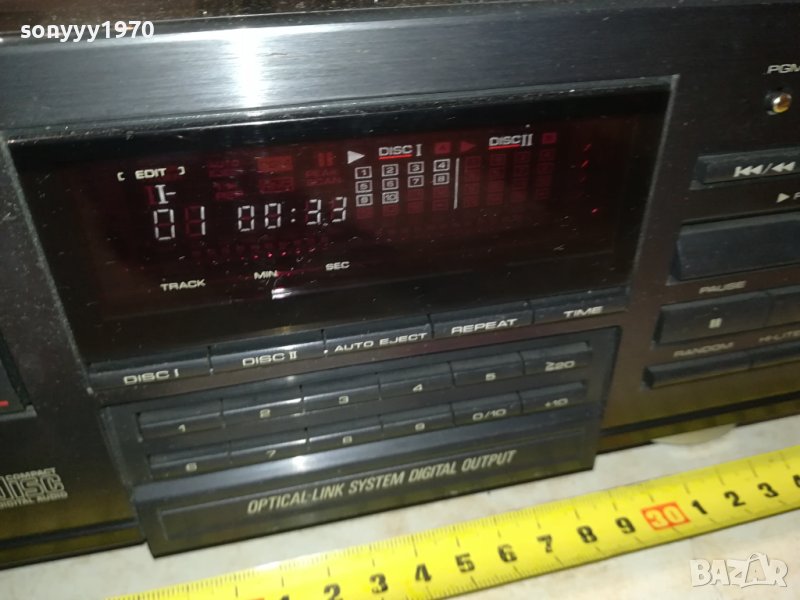 sonyyy1970
PGM
[ EDIT ]
DISC I DISC II
1 2 3 4
5 6 7 8
9 10
I-
01 00:33
TRACK MIN SEC
PAUSE
RANDOM
DISC I DISC II AUTO EJECT REPEAT TIME
1 2 3 4 5 ≥20
6 7 8 9 0/10 +10
OPTICAL-LINK SYSTEM DIGITAL OUTPUT
COMPACT
DISC
DIGITAL AUDIO
2 3 4 5 6 7 8 9 30 1 2 3 4
BAZAR.bg